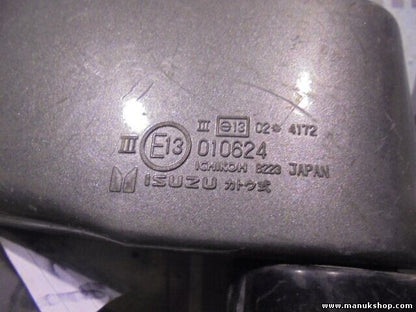 III e13 02* 4172
III E13 010624
ICHIKOH 8223 JAPAN
ISUZU カトウ式
www.manukshop.com